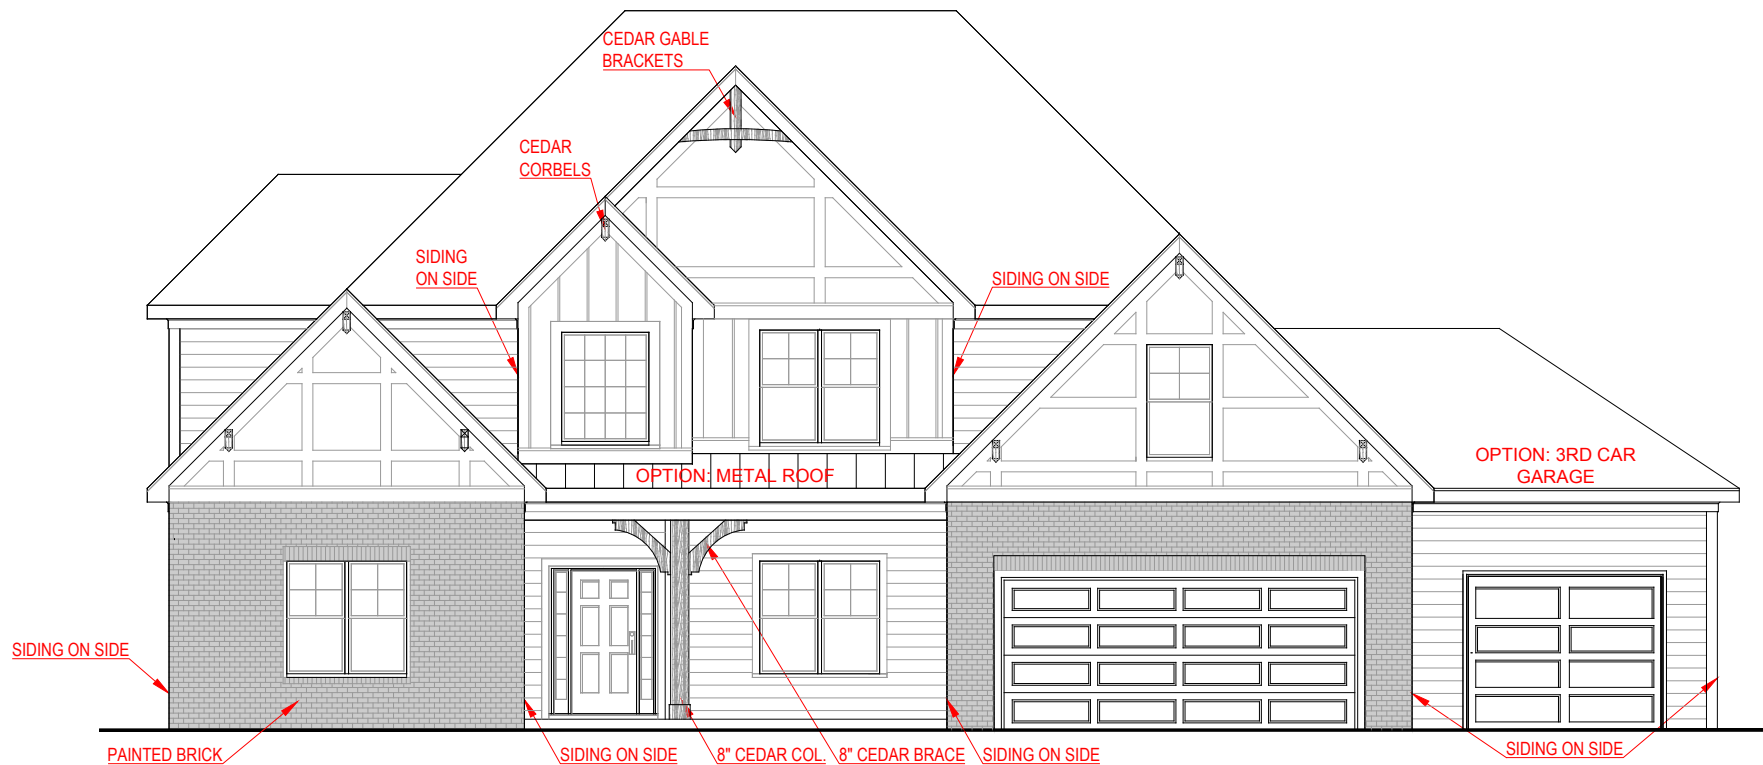 CEDAR GABLE
BRACKETS
CEDAR
CORBELS
SIDING
ON SIDE
SIDING ON SIDE
OPTION: METAL ROOF
OPTION: 3RD CAR
GARAGE
SIDING ON SIDE
PAINTED BRICK
SIDING ON SIDE
8" CEDAR COL.
8" CEDAR BRACE
SIDING ON SIDE
SIDING ON SIDE